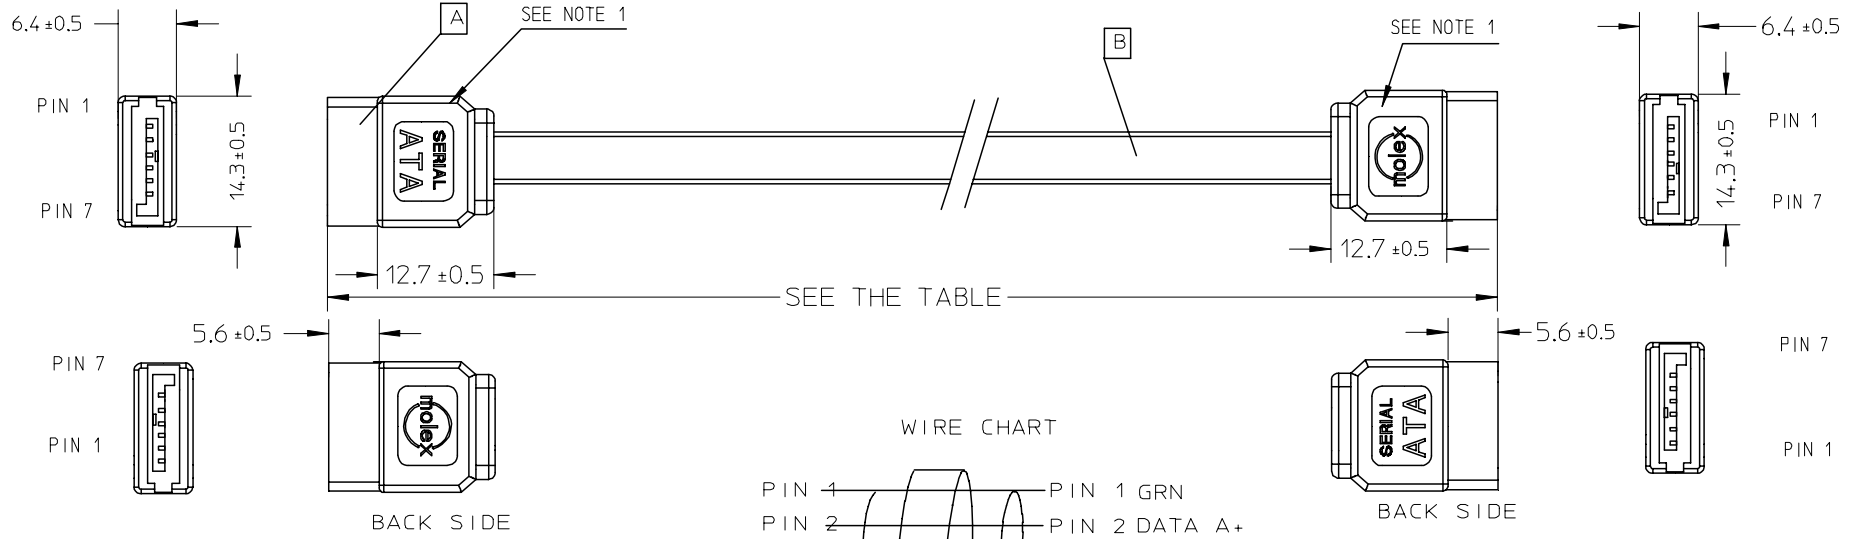 6.4 ±0.5
A
SEE NOTE 1
B
SEE NOTE 1
6.4 ±0.5
PIN 1
PIN 7
14.3±0.5
SERIAL
ATA
molex
14.3±0.5
PIN 1
PIN 7
12.7 ±0.5
12.7 ±0.5
SEE THE TABLE
5.6 ±0.5
5.6 ±0.5
PIN 7
PIN 1
molex
SERIAL
ATA
PIN 7
PIN 1
BACK SIDE
BACK SIDE
WIRE CHART
PIN 1 PIN 1 GRN
PIN 2 PIN 2 DATA A+